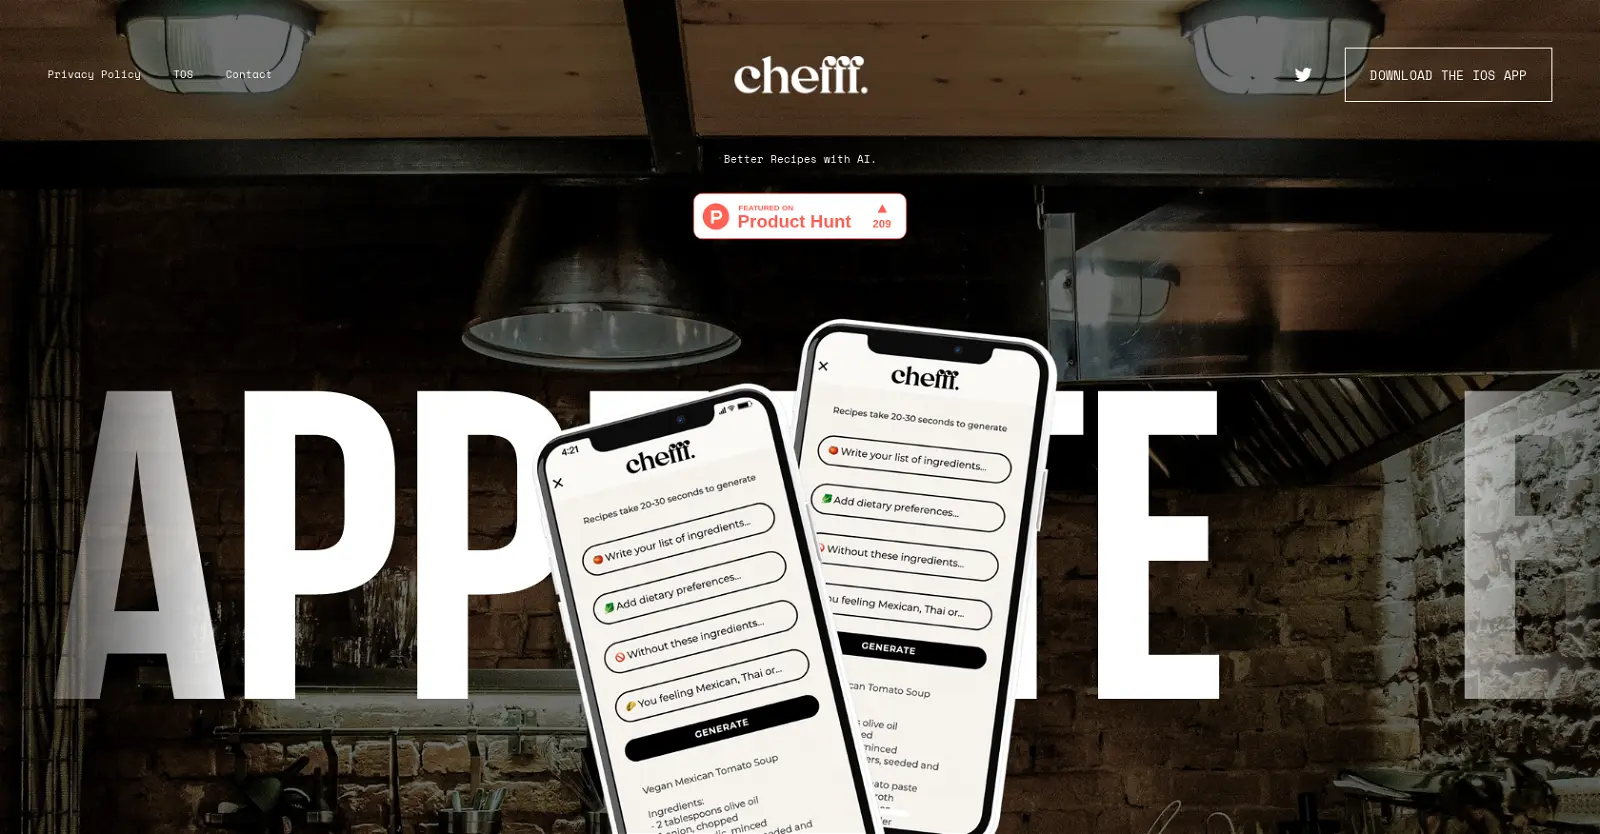 Privacy Policy
TOS
Contact
chefff.
DOWNLOAD THE IOS APP
Better Recipes with AI.
FEATURED ON
Product Hunt
209
APP
TE
4:21
chefff.
Recipes take 20-30 seconds to generate
Write your list of ingredients...
Add dietary preferences...
Without these ingredients...
You feeling Mexican, Thai or...
GENERATE
Vegan Mexican Tomato Soup
Ingredients:
- 2 tablespoons olive oil
onion, chopped
minced
seeded and
chefff.
Recipes take 20-30 seconds to generate
Write your list of ingredients...
Add dietary preferences...
Without these ingredients...
feeling Mexican, Thai or...
GENERATE
Tomato Soup
olive oil
minced
seeded and
paste